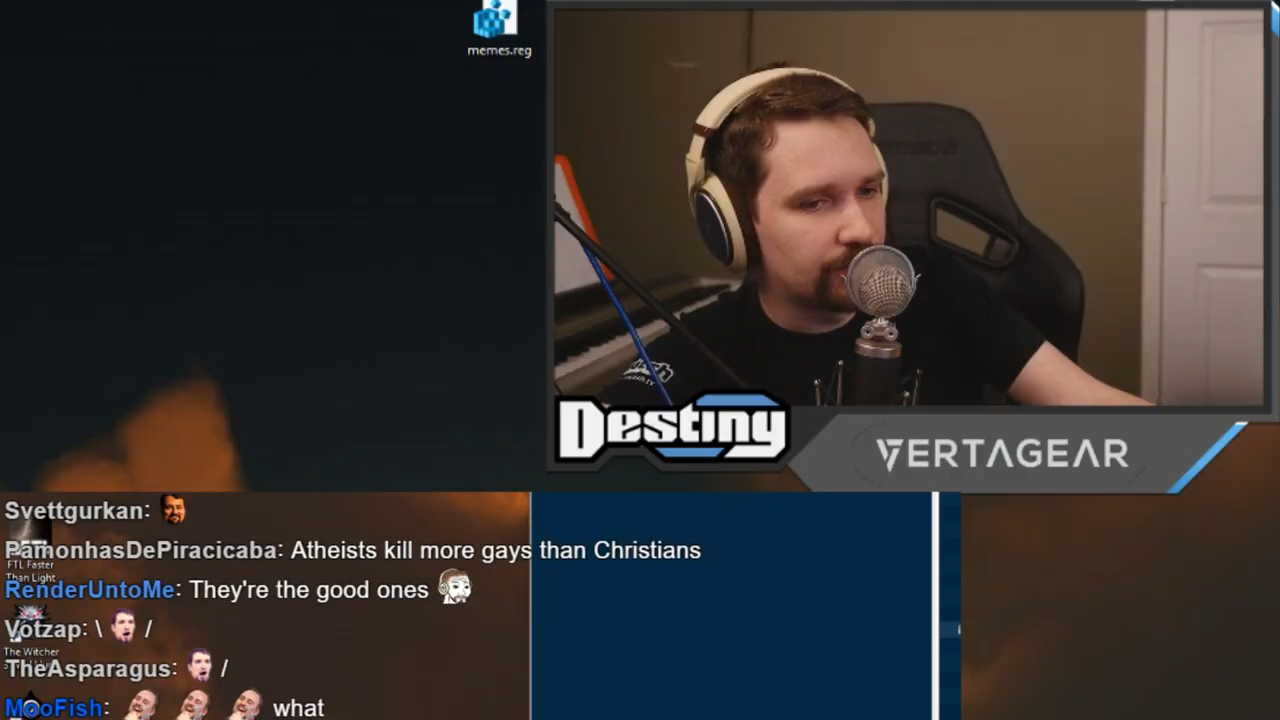 memes.reg
Destiny
VERTAGEAR
Svettgurkan:
PamonhasDePiracicaba: Atheists kill more gays than Christians
FTL Faster
Than Light
RenderUntoMe: They're the good ones
Votzap: \ /
The Witcher
TheAsparagus: /
MooFish: what